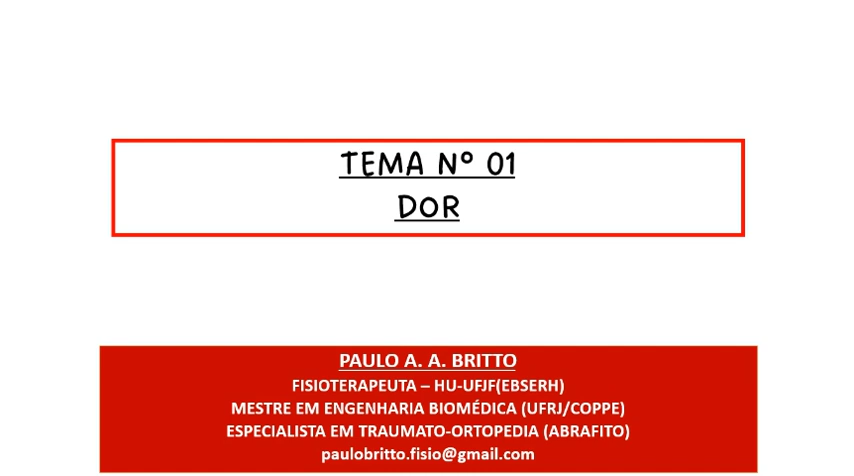 TEMA Nº 01
DOR
PAULO A. A. BRITTO
FISIOTERAPEUTA – HU-UFJF(EBSERH)
MESTRE EM ENGENHARIA BIOMÉDICA (UFRJ/COPPE)
ESPECIALISTA EM TRAUMATO-ORTOPEDIA (ABRAFITO)
paulobritto.fisio@gmail.com